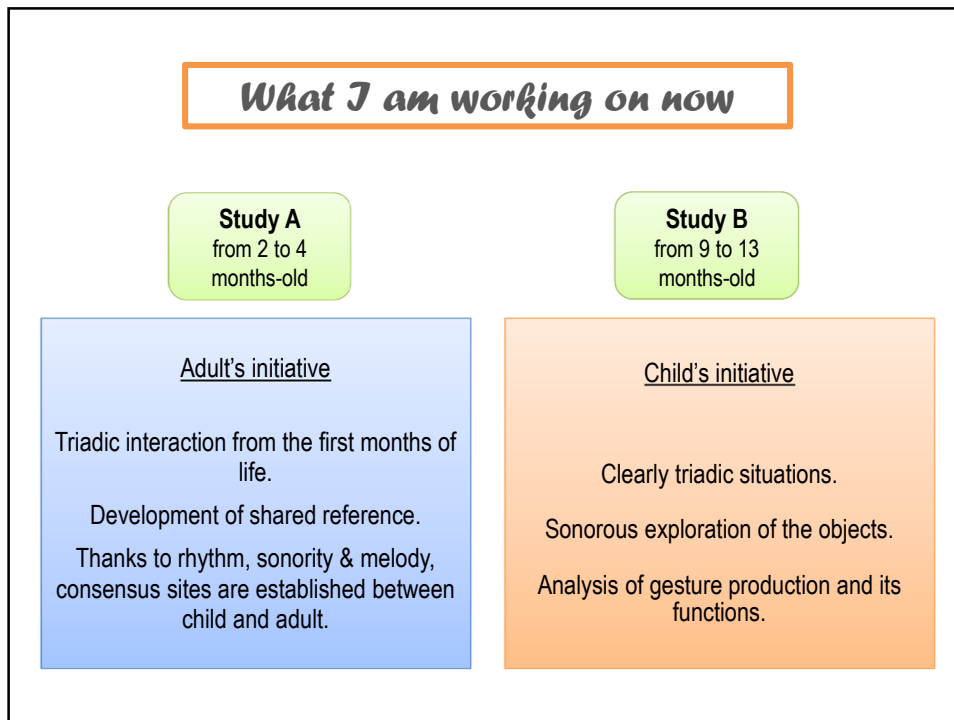 What I am working on now
Study A
from 2 to 4
months-old
Adult’s initiative
Triadic interaction from the first months of
life.
Development of shared reference.
Thanks to rhythm, sonority & melody,
consensus sites are established between
child and adult.
Study B
from 9 to 13
months-old
Child’s initiative
Clearly triadic situations.
Sonorous exploration of the objects.
Analysis of gesture production and its
functions.